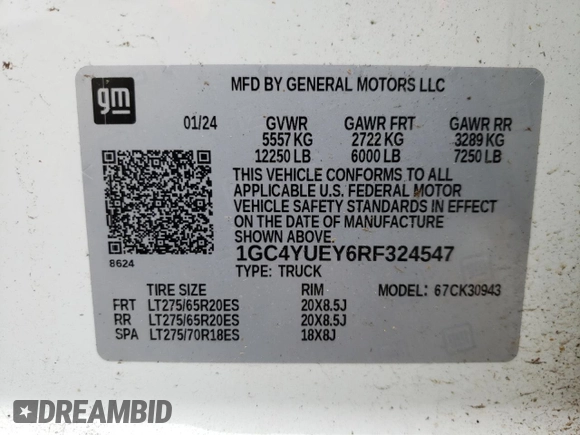 gm
MFD BY GENERAL MOTORS LLC
01/24 GVWR GAWR FRT GAWR RR
5557 KG 2722 KG 3289 KG
12250 LB 6000 LB 7250 LB
THIS VEHICLE CONFORMS TO ALL
APPLICABLE U.S. FEDERAL MOTOR
VEHICLE SAFETY STANDARDS IN EFFECT
ON THE DATE OF MANUFACTURE
SHOWN ABOVE.
8624 1GC4YUEY6RF324547
TYPE: TRUCK
TIRE SIZE RIM MODEL: 67CK30943
FRT LT275/65R20ES 20X8.5J
RR LT275/65R20ES 20X8.5J
SPA LT275/70R18ES 18X8J
DREAMBID